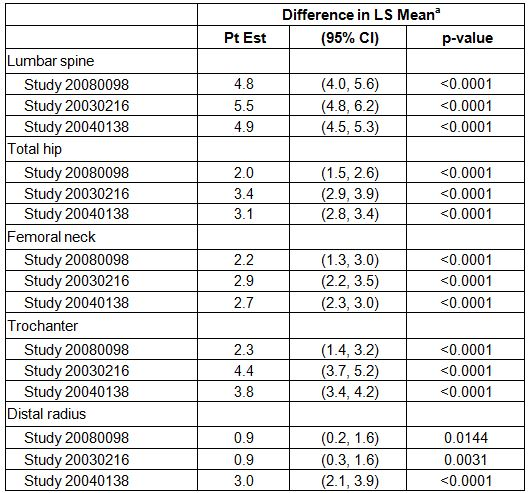 Difference in LS Meanᵃ
Pt Est (95% CI) p-value
Lumbar spine
Study 20080098 4.8 (4.0, 5.6) <0.0001
Study 20030216 5.5 (4.8, 6.2) <0.0001
Study 20040138 4.9 (4.5, 5.3) <0.0001
Total hip
Study 20080098 2.0 (1.5, 2.6) <0.0001
Study 20030216 3.4 (2.9, 3.9) <0.0001
Study 20040138 3.1 (2.8, 3.4) <0.0001
Femoral neck
Study 20080098 2.2 (1.3, 3.0) <0.0001
Study 20030216 2.9 (2.2, 3.5) <0.0001
Study 20040138 2.7 (2.3, 3.0) <0.0001
Trochanter
Study 20080098 2.3 (1.4, 3.2) <0.0001
Study 20030216 4.4 (3.7, 5.2) <0.0001
Study 20040138 3.8 (3.4, 4.2) <0.0001
Distal radius
Study 20080098 0.9 (0.2, 1.6) 0.0144
Study 20030216 0.9 (0.3, 1.6) 0.0031
Study 20040138 3.0 (2.1, 3.9) <0.0001